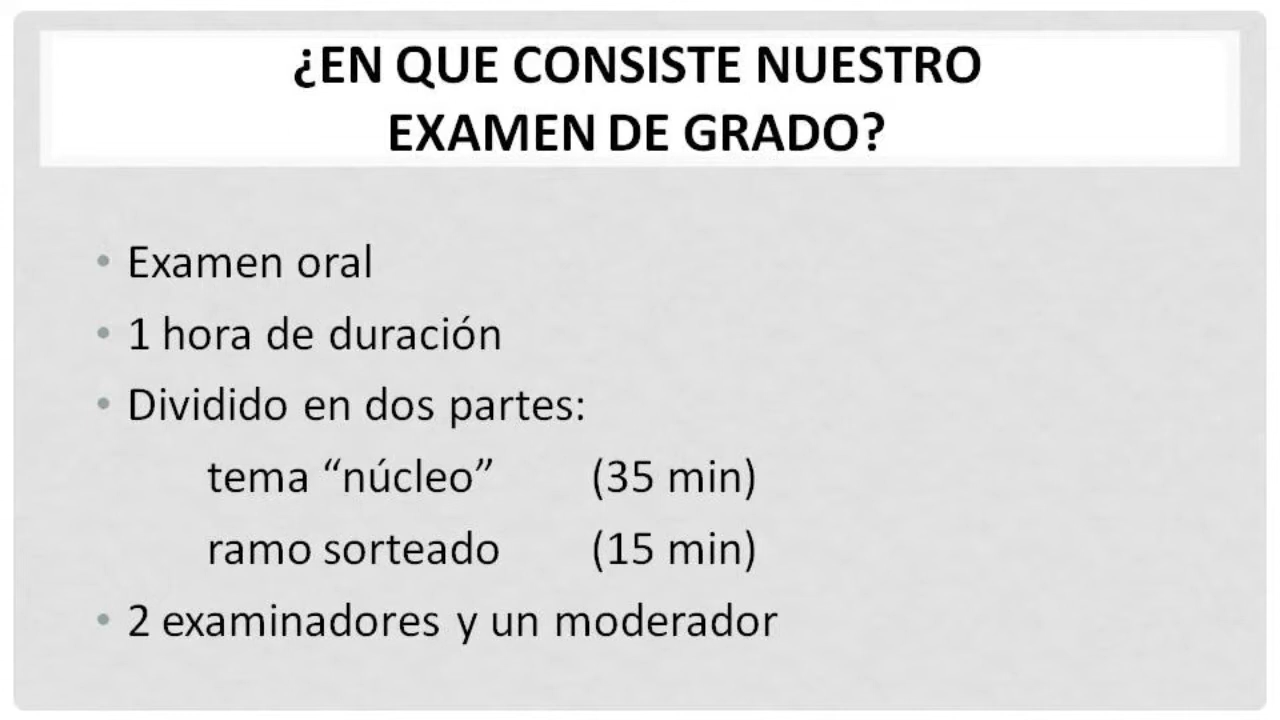 ¿EN QUE CONSISTE NUESTRO
EXAMEN DE GRADO?
• Examen oral
• 1 hora de duración
• Dividido en dos partes:
tema “núcleo” (35 min)
ramo sorteado (15 min)
• 2 examinadores y un moderador